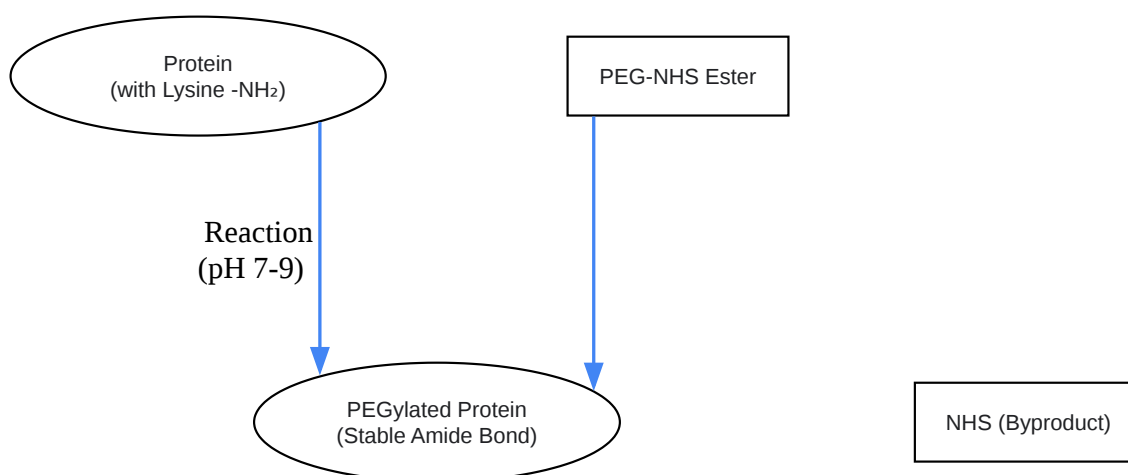 Protein
(with Lysine -NH₂)
PEG-NHS Ester
Reaction
(pH 7-9)
PEGylated Protein
(Stable Amide Bond)
NHS (Byproduct)